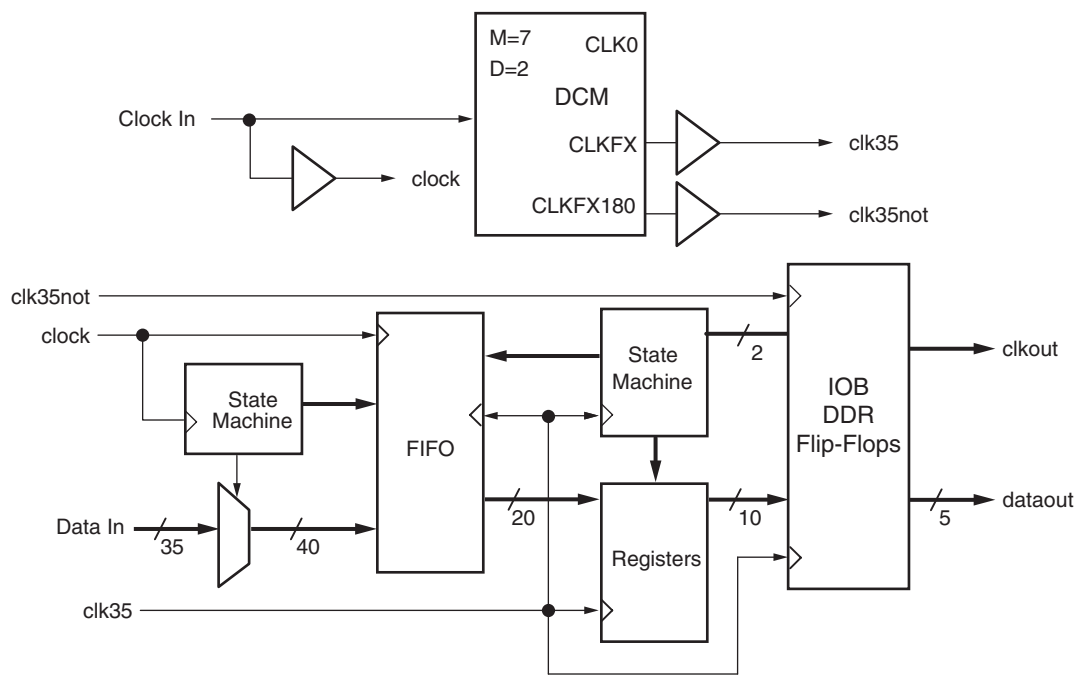 M=7
CLK0
D=2
DCM
Clock In
CLKFX
clk35
clock
CLKFX180
clk35not
clk35not
clock
State
Machine
2
State
Machine
clkout
IOB
DDR
Flip-Flops
FIFO
Data In
35
40
20
10
5
dataout
Registers
clk35